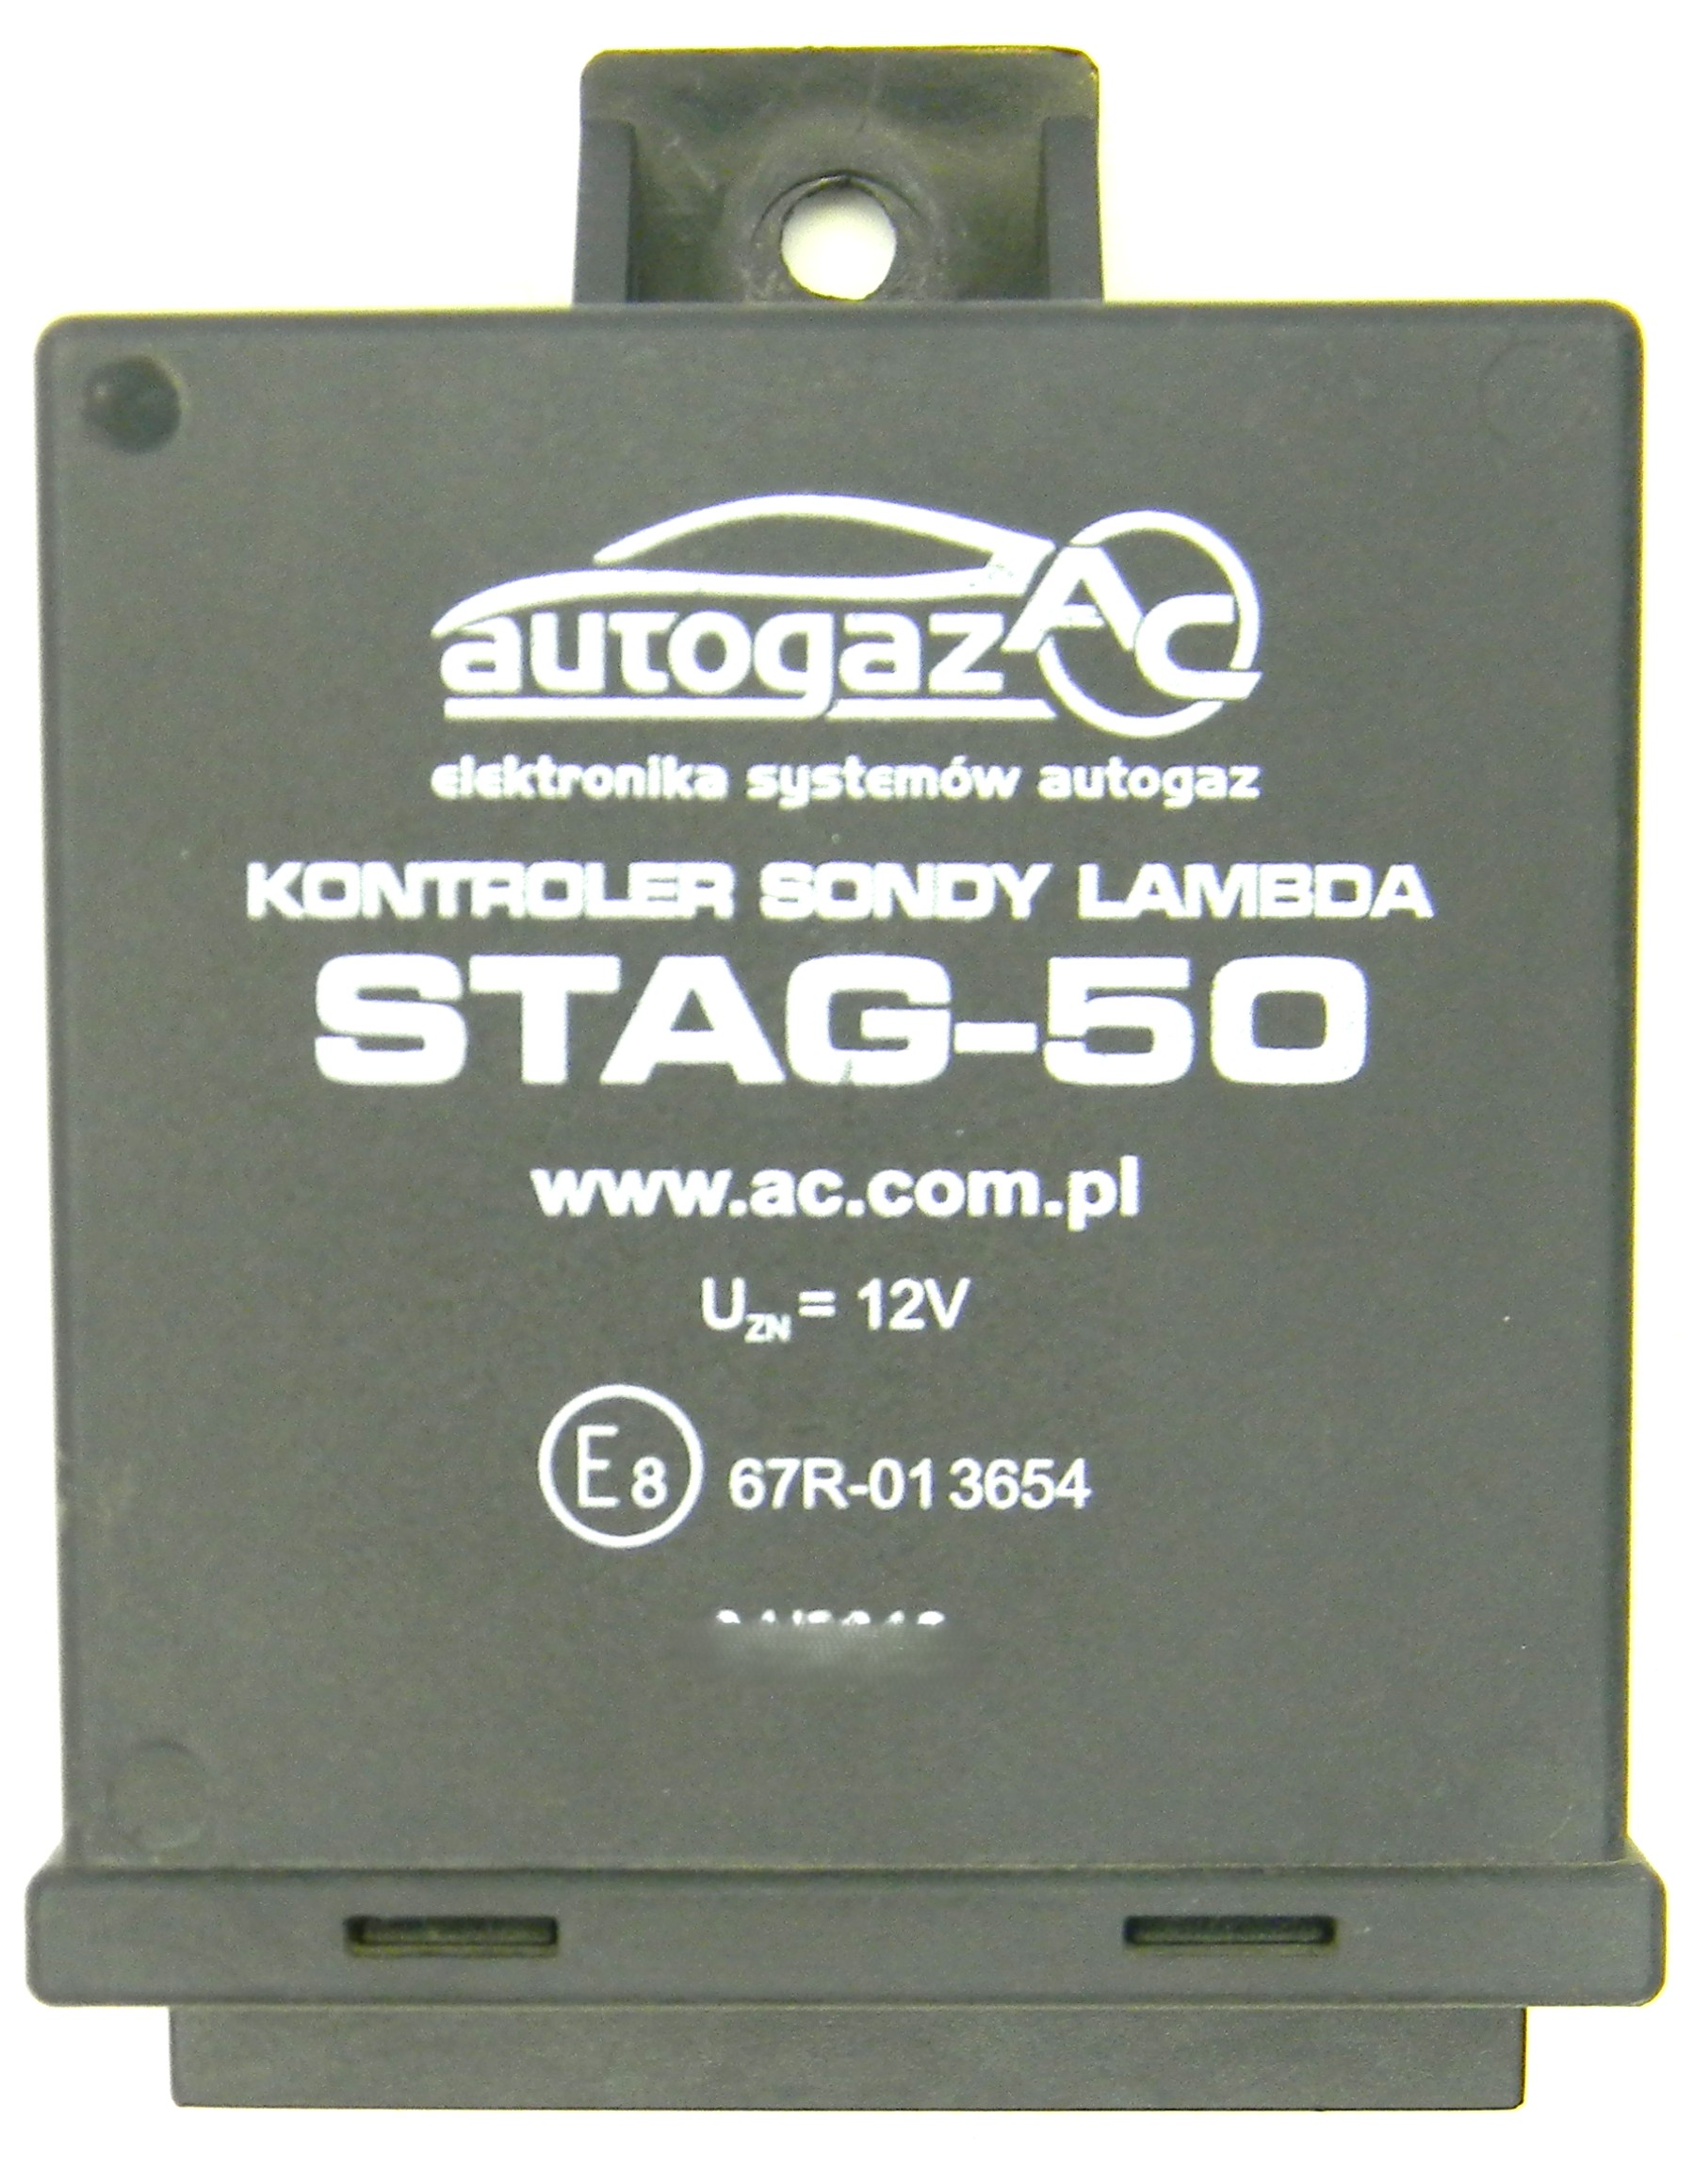 autogaz AC
elektronika systemów autogaz
KONTROLER SONDY LAMBDA
STAG-50
www.ac.com.pl
UZN = 12V
E8 67R-01 3654